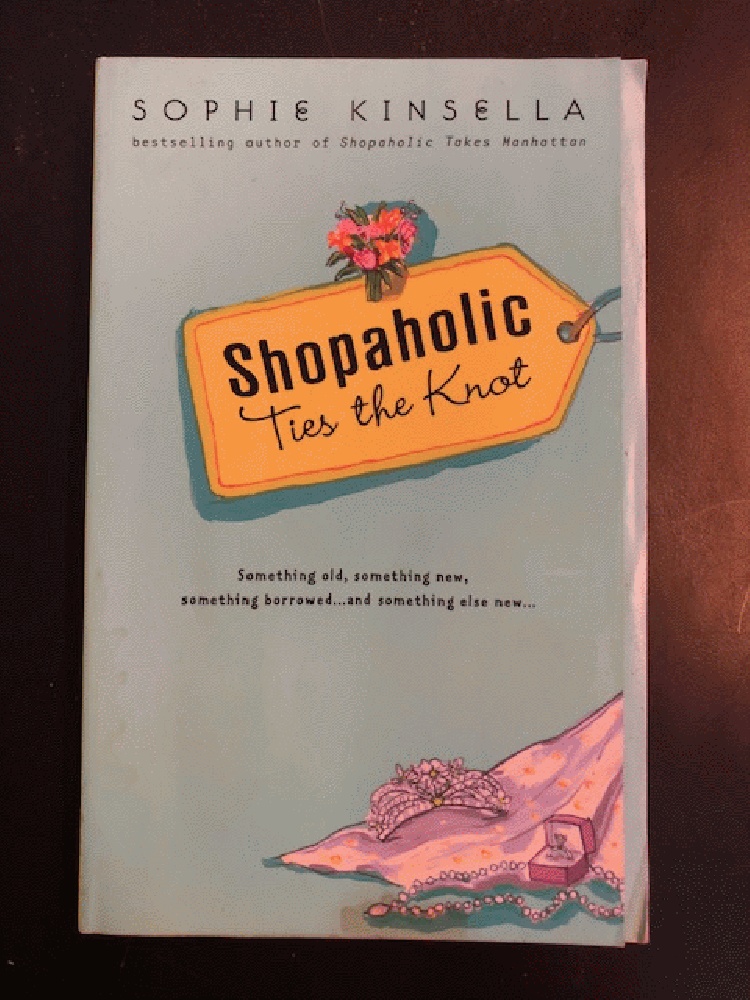 SOPHIE KINSELLA
bestselling author of Shopaholic Takes Manhattan
Shopaholic
Ties the Knot
Something old, something new,
something borrowed...and something else new...